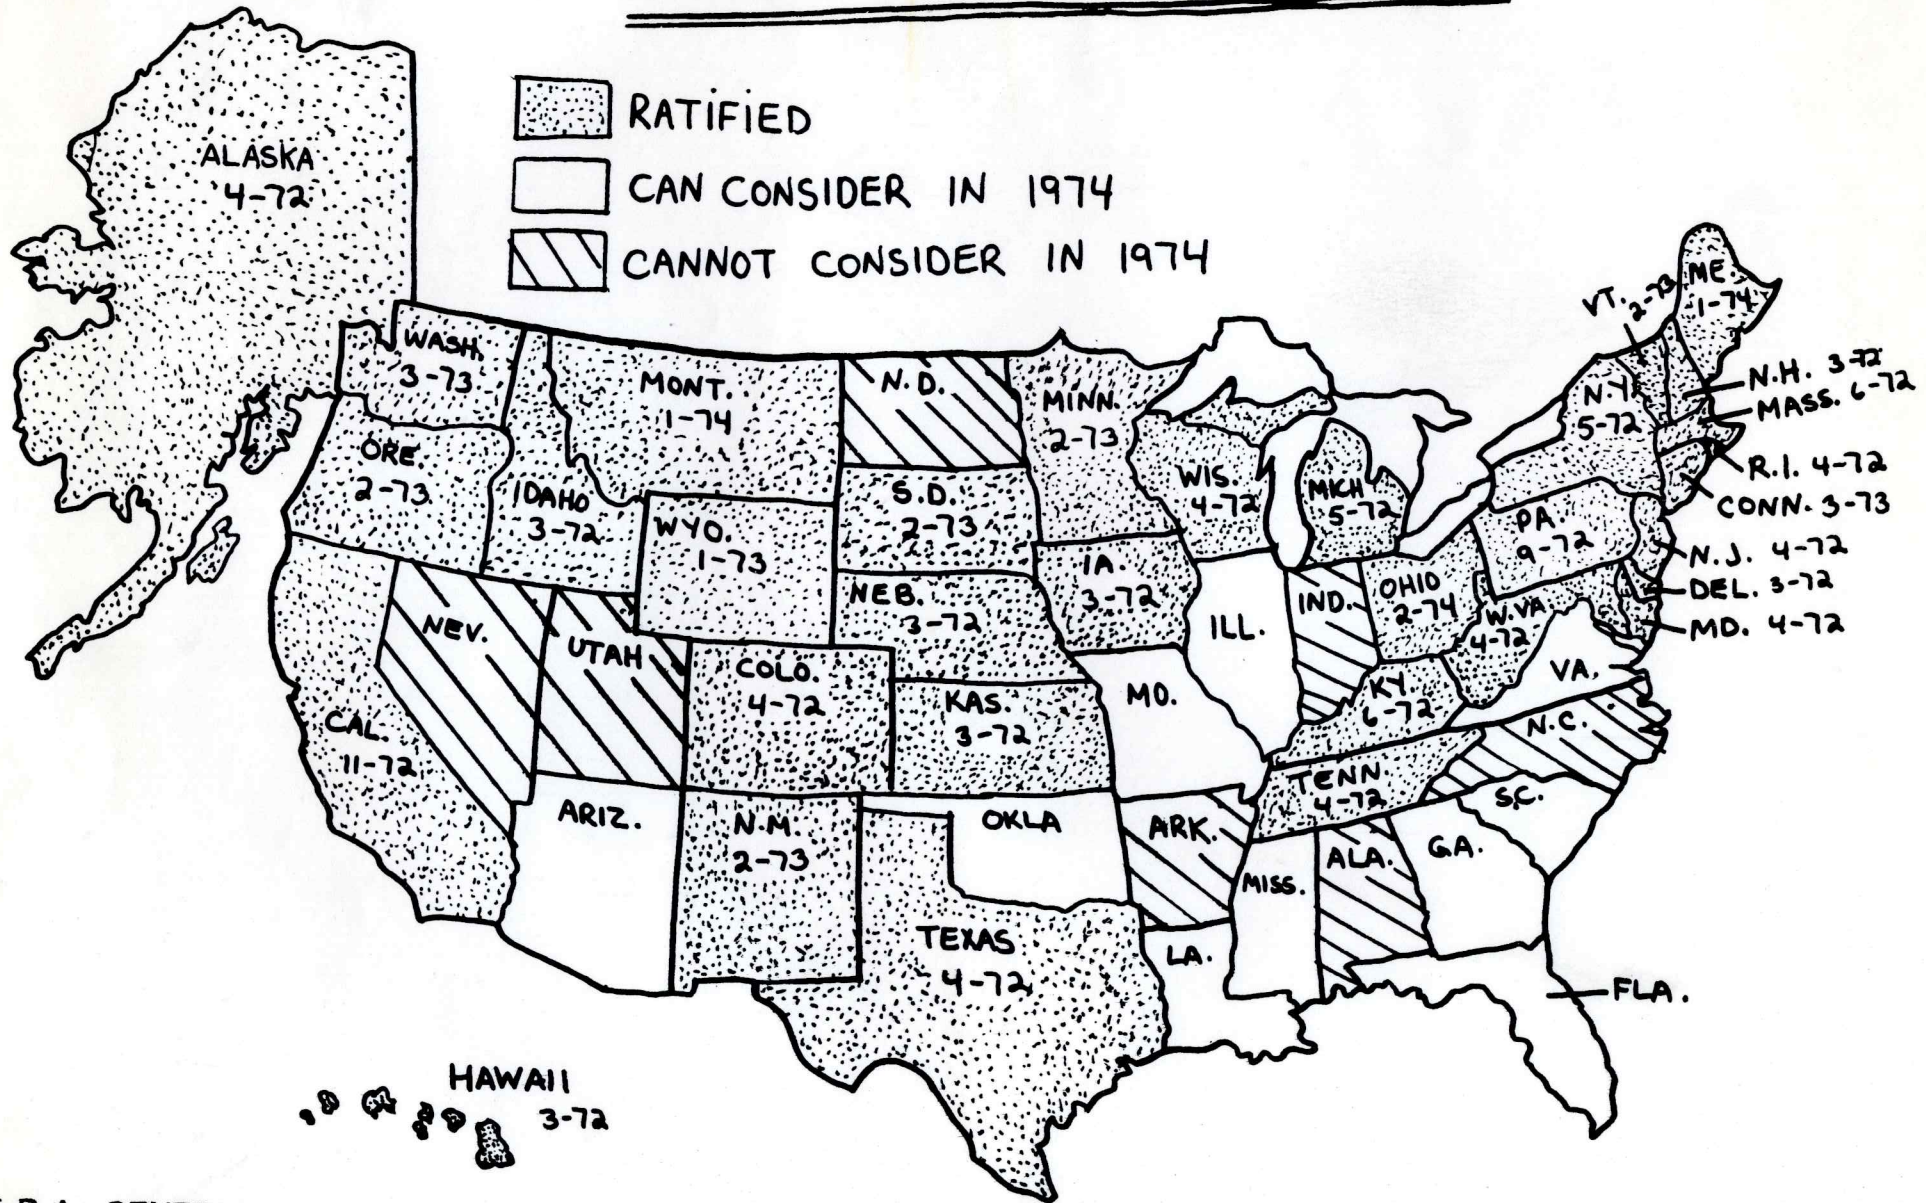 RATIFIED
CAN CONSIDER IN 1974
CANNOT CONSIDER IN 1974
ALASKA
4-72
WASH.
3-73
ORE.
2-73
IDAHO
3-72
MONT.
1-74
WYO.
1-73
N.D.
S.D.
2-73
NEB.
3-72
MINN.
2-73
IA.
3-72
WIS.
4-72
MICH
5-72
ILL.
IND.
OHIO
2-74
PA.
9-72
N.Y.
5-72
VT. 2-73
ME.
1-74
N.H. 3-72
MASS. 6-72
R.I. 4-72
CONN. 3-73
N.J. 4-72
DEL. 3-72
MD. 4-72
W.VA
4-72
VA.
KY
6-72
N.C.
TENN
4-72
S.C.
CAL.
11-72
NEV.
UTAH
COLO.
4-72
KAS.
3-72
MO.
ARIZ.
N.M.
2-73
OKLA
ARK.
MISS.
ALA.
GA.
TEXAS
4-72
LA.
FLA.
HAWAII
3-72